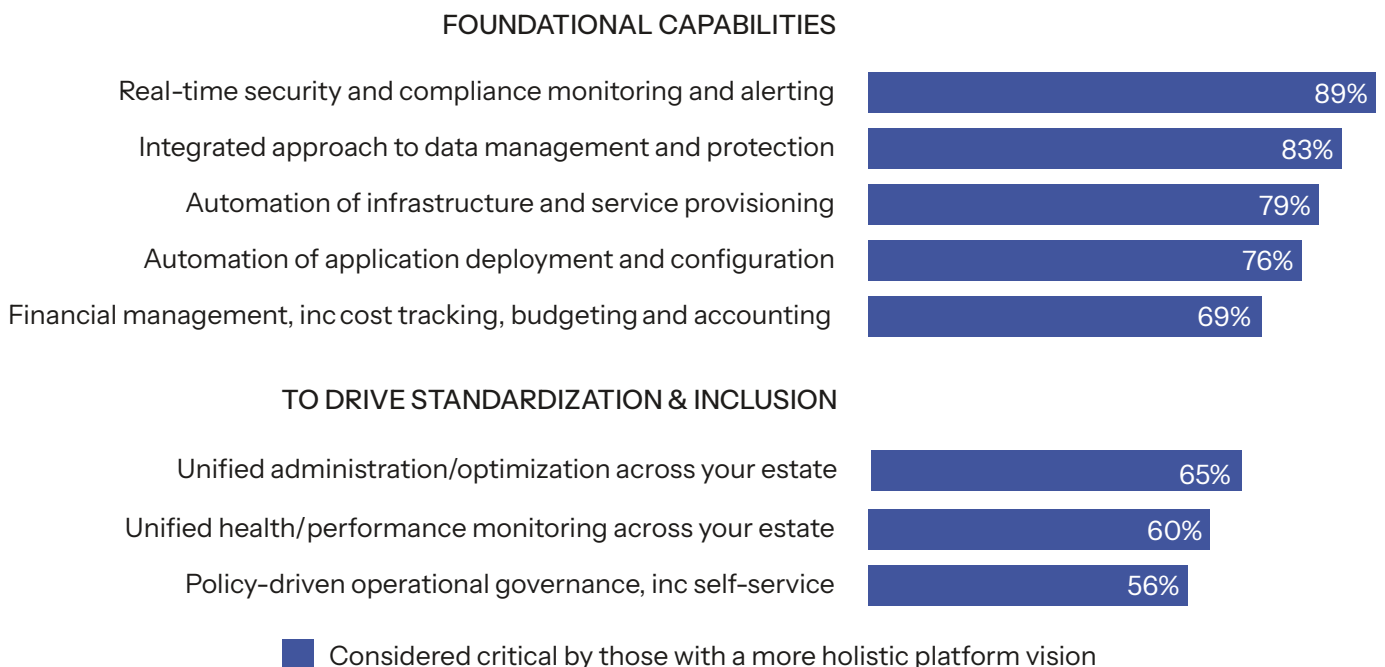 FOUNDATIONAL CAPABILITIES
Real-time security and compliance monitoring and alerting 89%
Integrated approach to data management and protection 83%
Automation of infrastructure and service provisioning 79%
Automation of application deployment and configuration 76%
Financial management, inc cost tracking, budgeting and accounting 69%
TO DRIVE STANDARDIZATION & INCLUSION
Unified administration/optimization across your estate 65%
Unified health/performance monitoring across your estate 60%
Policy-driven operational governance, inc self-service 56%
Considered critical by those with a more holistic platform vision